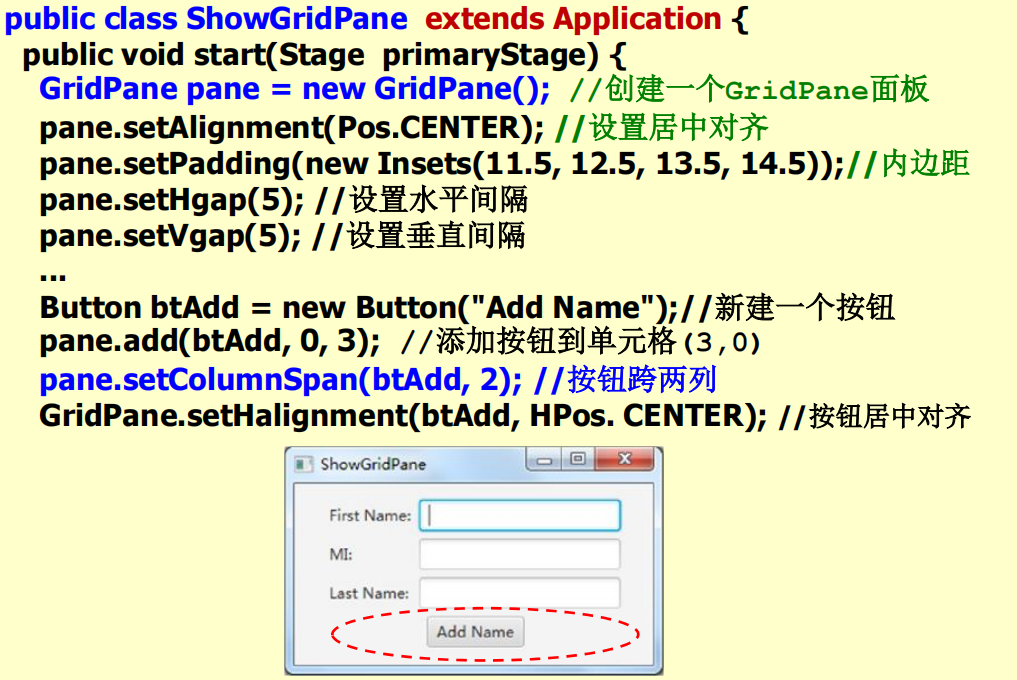 public class ShowGridPane extends Application {
public void start(Stage primaryStage) {
GridPane pane = new GridPane(); //创建一个GridPane面板
pane.setAlignment(Pos.CENTER); //设置居中对齐
pane.setPadding(new Insets(11.5, 12.5, 13.5, 14.5));//内边距
pane.setHgap(5); //设置水平间隔
pane.setVgap(5); //设置垂直间隔
...
Button btAdd = new Button("Add Name");//新建一个按钮
pane.add(btAdd, 0, 3); //添加按钮到单元格(3,0)
pane.setColumnSpan(btAdd, 2); //按钮跨两列
GridPane.setHalignment(btAdd, HPos. CENTER); //按钮居中对齐
ShowGridPane
First Name:
MI:
Last Name:
Add Name